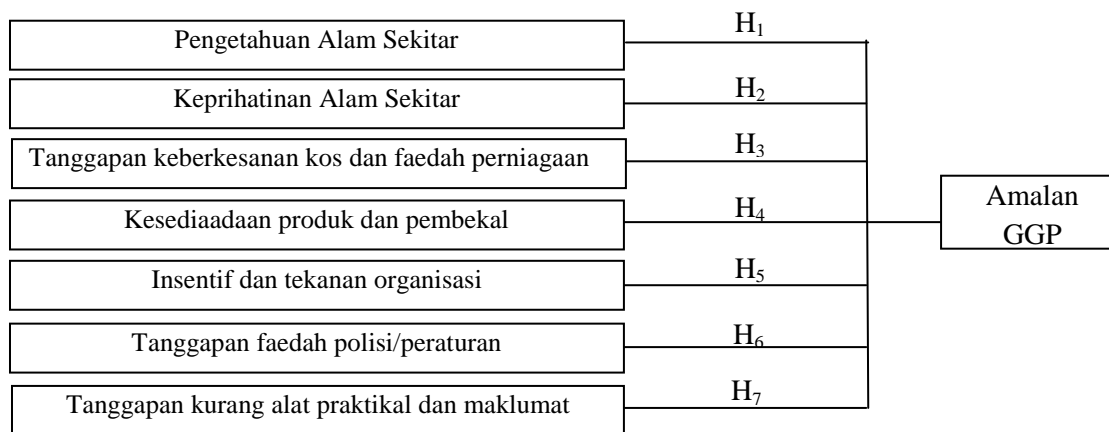 Pengetahuan Alam Sekitar
H₁
Keprihatinan Alam Sekitar
H₂
Tanggapan keberkesanan kos dan faedah perniagaan
H₃
Kesediaadaan produk dan pembekal
H₄
Insentif dan tekanan organisasi
H₅
Tanggapan faedah polisi/peraturan
H₆
Tanggapan kurang alat praktikal dan maklumat
H₇
Amalan
GGP